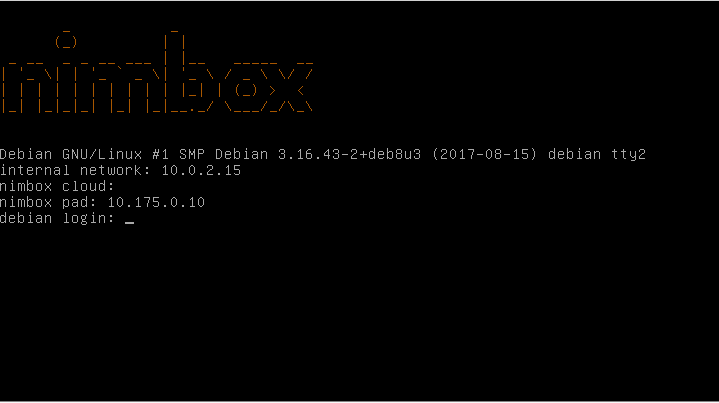 nimbox
Debian GNU/Linux #1 SMP Debian 3.16.43-2+deb8u3 (2017-08-15) debian tty2
internal network: 10.0.2.15
nimbox cloud:
nimbox pad: 10.175.0.10
debian login: _